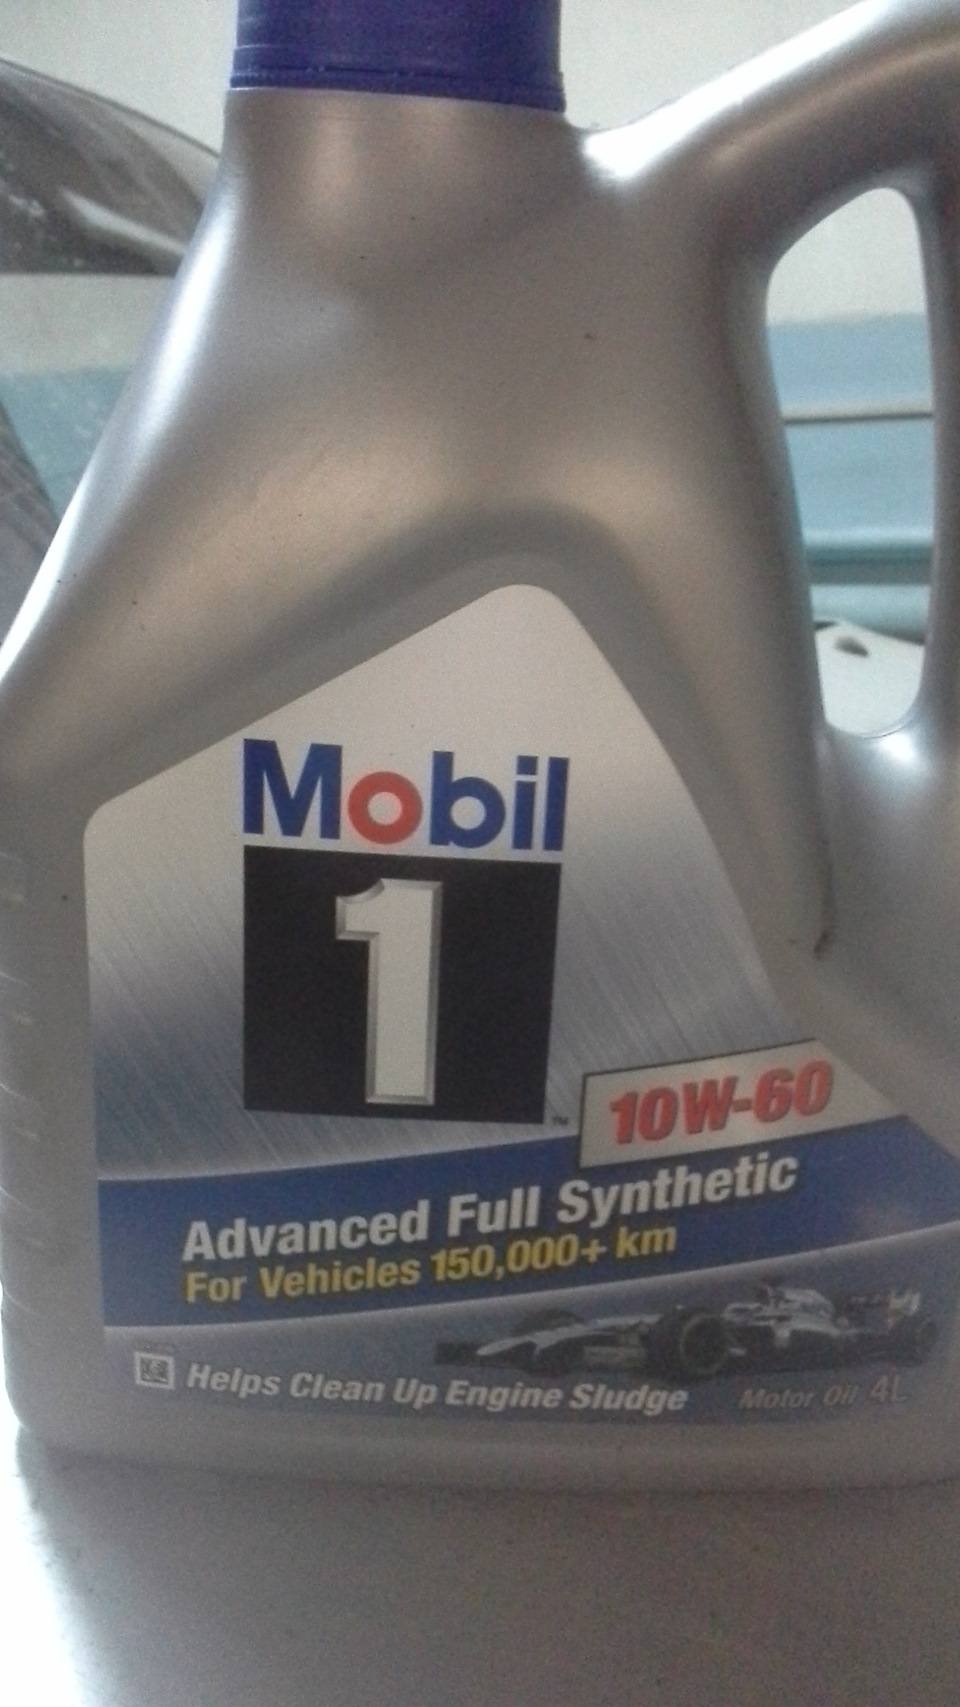 Mobil
1
TM
10W-60
Advanced Full Synthetic
For Vehicles 150,000+ km
Helps Clean Up Engine Sludge
Motor Oil 4L